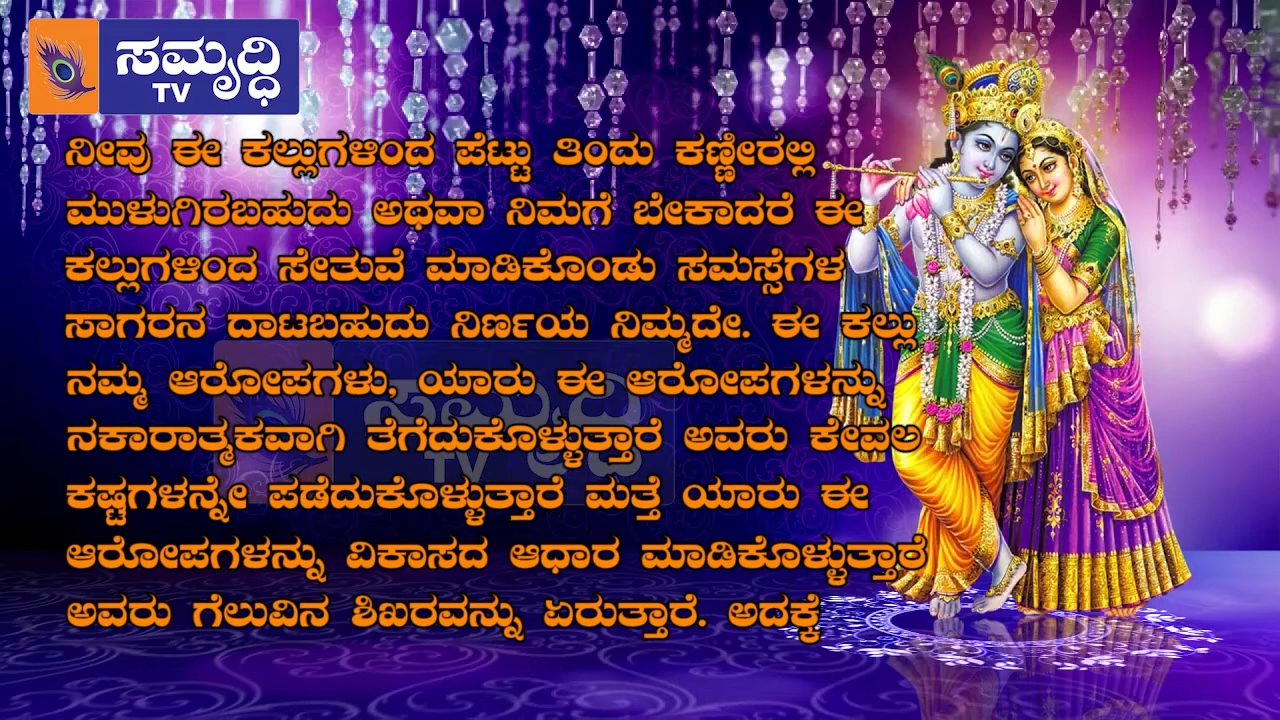 ಸಮೃದ್ಧಿ
TV
ನೀವು ಈ ಕಲ್ಲುಗಳಿಂದ ಪೆಟ್ಟು ತಿಂದು ಕಣ್ಣೀರಲ್ಲಿ
ಮುಳುಗಿರಬಹುದು ಅಥವಾ ನಿಮಗೆ ಬೇಕಾದರೆ ಈ
ಕಲ್ಲುಗಳಿಂದ ಸೇತುವೆ ಮಾಡಿಕೊಂಡು ಸಮಸ್ಸೆಗಳ
ಸಾಗರನ ದಾಟಬಹುದು ನಿರ್ಣಯ ನಿಮ್ಮದೇ. ಈ ಕಲ್ಲು
ನಮ್ಮ ಆರೋಪಗಳು, ಯಾರು ಈ ಆರೋಪಗಳನ್ನು
ನಕಾರಾತ್ಮಕವಾಗಿ ತೆಗೆದುಕೊಳ್ಳುತ್ತಾರೆ ಅವರು ಕೇವಲ
ಕಷ್ಟಗಳನ್ನೇ ಪಡೆದುಕೊಳ್ಳುತ್ತಾರೆ ಮತ್ತೆ ಯಾರು ಈ
ಆರೋಪಗಳನ್ನು ವಿಕಾಸದ ಆಧಾರ ಮಾಡಿಕೊಳ್ಳುತ್ತಾರೆ
ಅವರು ಗೆಲುವಿನ ಶಿಖರವನ್ನು ಏರುತ್ತಾರೆ. ಅದಕ್ಕೆ
ಸಮೃದ್ಧಿ
TV